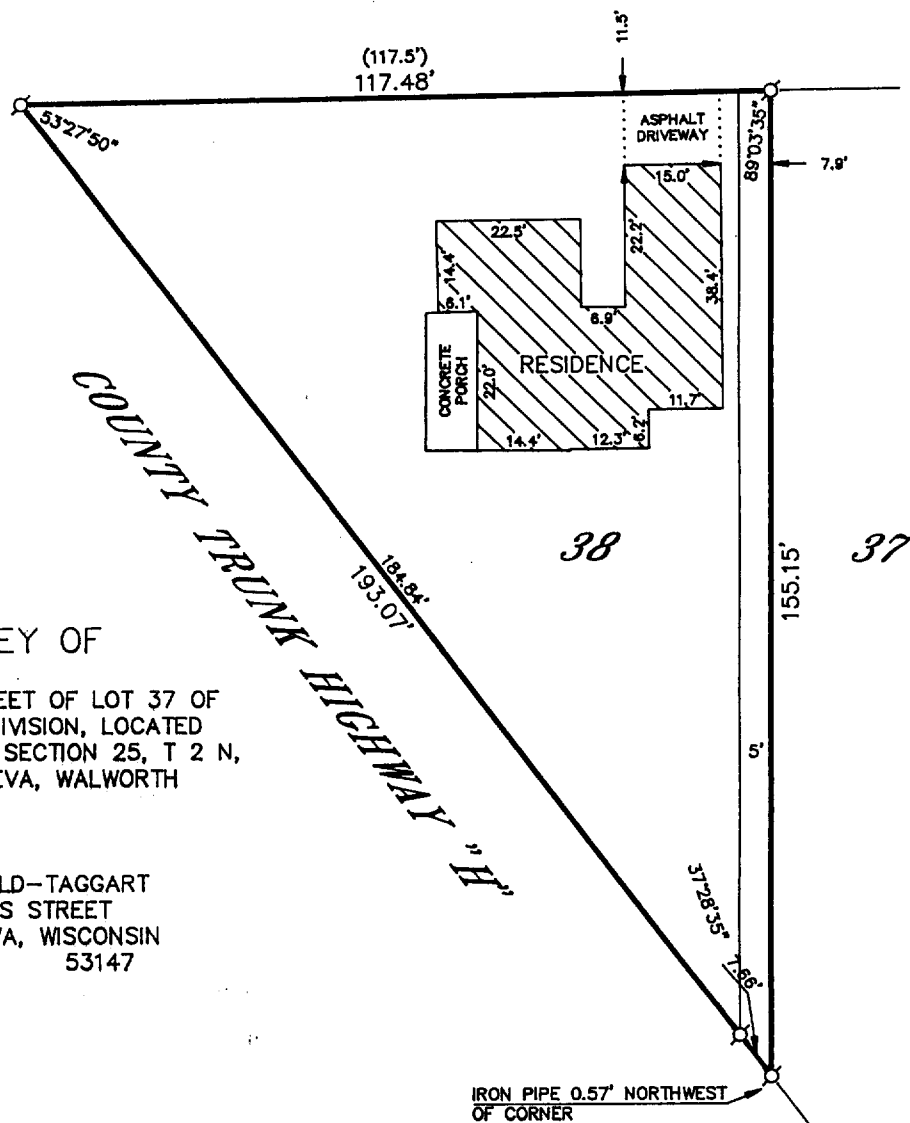 11.5'
(117.5')
117.48'
53°27'50"
ASPHALT
DRIVEWAY
89°03'35"
7.9'
15.0'
22.5'
22.2'
14.4'
38.4'
6.1'
6.9'
CONCRETE
PORCH
22.0'
RESIDENCE
11.7'
6.2'
14.4'
12.3'
COUNTY TRUNK HIGHWAY "H"
38
37
184.84'
193.07'
155.15'
EY OF
EET OF LOT 37 OF
IVISION, LOCATED
SECTION 25, T 2 N,
EVA, WALWORTH
5'
LD-TAGGART
S STREET
VA, WISCONSIN
53147
37°28'35"
7.66'
IRON PIPE 0.57' NORTHWEST
OF CORNER